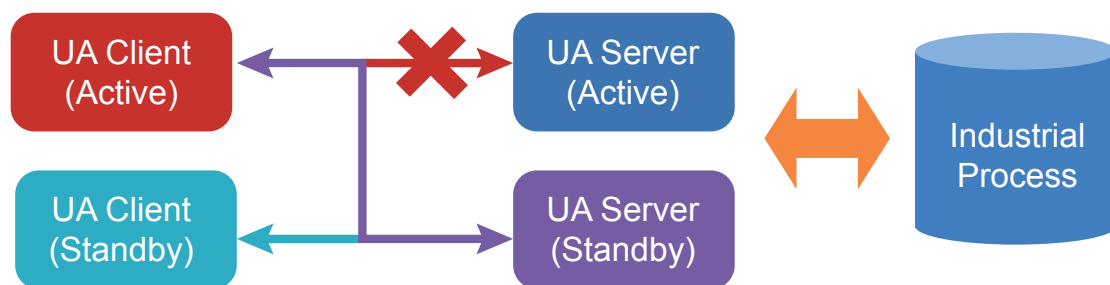 UA Client
(Active)
UA Server
(Active)
Industrial
Process
UA Client
(Standby)
UA Server
(Standby)